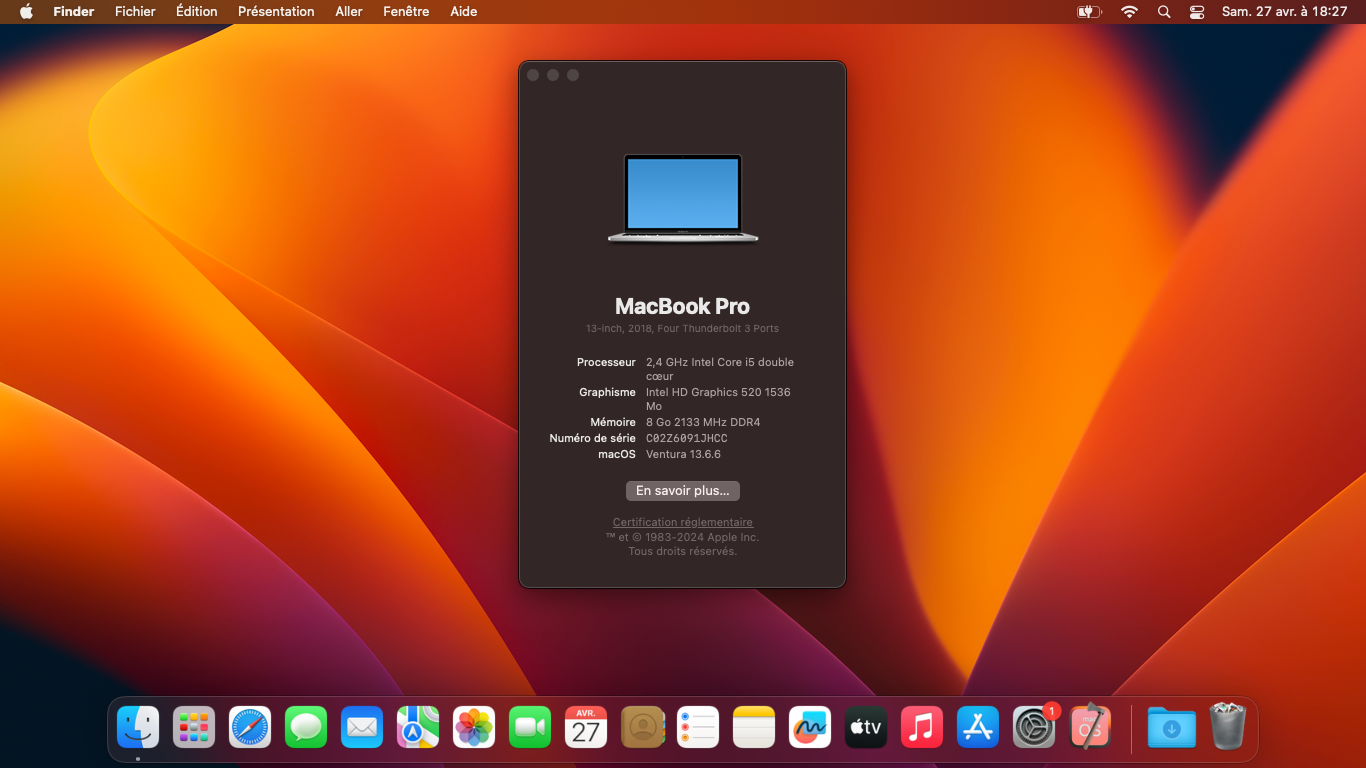 Finder Fichier Édition Présentation Aller Fenêtre Aide Sam. 27 avr. à 18:27
MacBook Pro
13-inch, 2018, Four Thunderbolt 3 Ports
Processeur 2,4 GHz Intel Core i5 double
cœur
Graphisme Intel HD Graphics 520 1536
Mo
Mémoire 8 Go 2133 MHz DDR4
Numéro de série C02Z6091JHCC
macOS Ventura 13.6.6
En savoir plus...
Certification réglementaire
™ et © 1983-2024 Apple Inc.
Tous droits réservés.
AVR.
27
tv
1
mac
OS